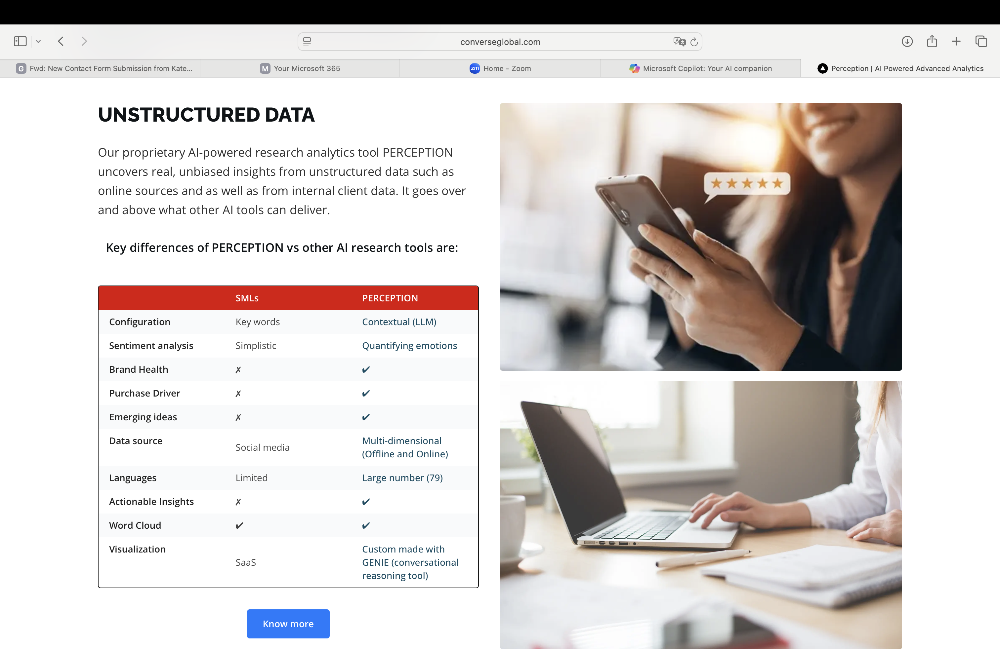 converseglobal.com
G Fwd: New Contact Form Submission from Kate...
M Your Microsoft 365
zm Home - Zoom
Microsoft Copilot: Your AI companion
Perception | AI Powered Advanced Analytics
UNSTRUCTURED DATA
Our proprietary AI-powered research analytics tool PERCEPTION
uncovers real, unbiased insights from unstructured data such as
online sources and as well as from internal client data. It goes over
and above what other AI tools can deliver.
Key differences of PERCEPTION vs other AI research tools are:
SMLs PERCEPTION
Configuration Key words Contextual (LLM)
Sentiment analysis Simplistic Quantifying emotions
Brand Health ✗ ✔
Purchase Driver ✗ ✔
Emerging ideas ✗ ✔
Data source Social media Multi-dimensional
(Offline and Online)
Languages Limited Large number (79)
Actionable Insights ✗ ✔
Word Cloud ✔ ✔
Visualization SaaS Custom made with
GENIE (conversational
reasoning tool)
Know more